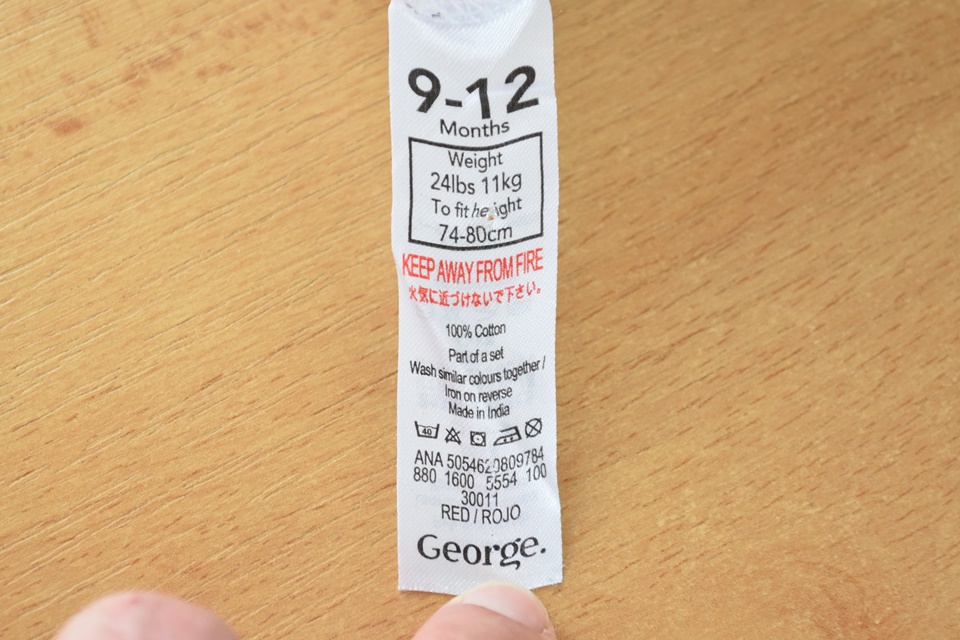 9-12
Months
Weight
24lbs 11kg
To fit height
74-80cm
KEEP AWAY FROM FIRE
火気に近づけないで下さい。
100% Cotton
Part of a set
Wash similar colours together /
Iron on reverse
Made in India
40
ANA 5054620809784
880 1600 5554 100
30011
RED / ROJO
George.